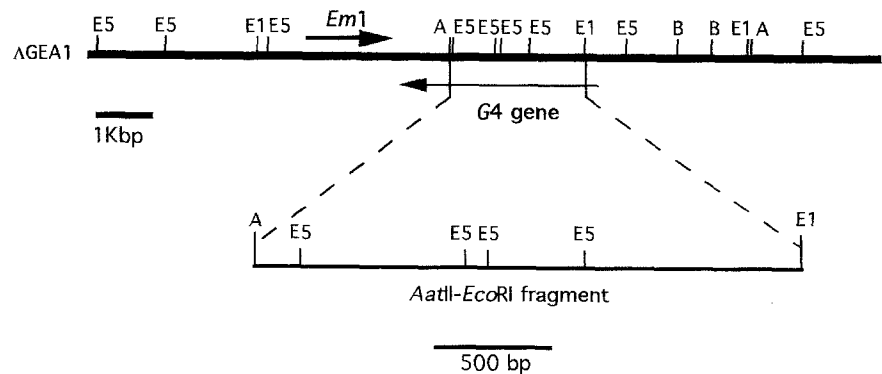 Em1
E5 E5 E1 E5 A E5 E5 E5 E5 E1 E5 B B E1 A E5
ΛGEA1
G4 gene
1Kbp
A E5 E5 E5 E5 E1
AatII-EcoRI fragment
500 bp